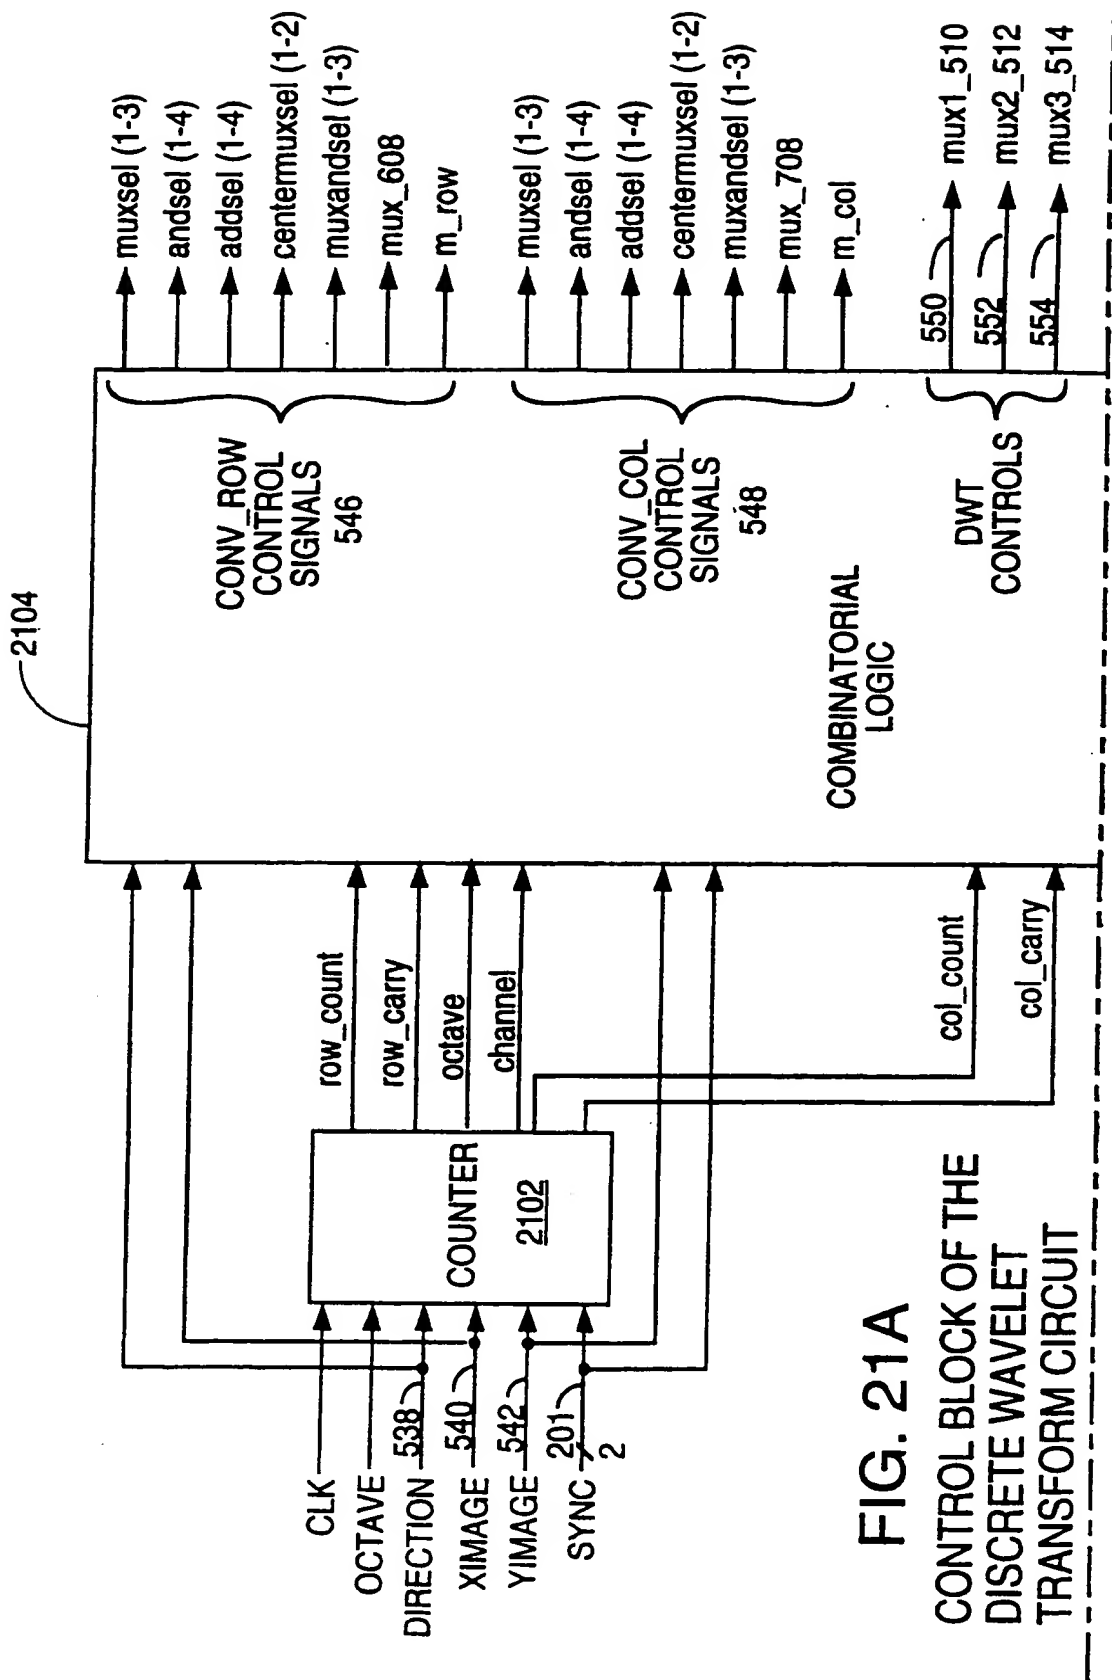 2104
muxsel (1-3)
andsel (1-4)
addsel (1-4)
centermuxsel (1-2)
muxandsel (1-3)
mux_608
m_row
CONV_ROW
CONTROL
SIGNALS
546
muxsel (1-3)
andsel (1-4)
addsel (1-4)
centermuxsel (1-2)
muxandsel (1-3)
mux_708
m_col
CONV_COL
CONTROL
SIGNALS
548
550
mux1_510
552
mux2_512
554
mux3_514
DWT
CONTROLS
COMBINATORIAL
LOGIC
row_count
row_carry
octave
channel
col_count
col_carry
COUNTER
2102
CLK
OCTAVE
DIRECTION
538
XIMAGE
540
YIMAGE
542
SYNC
201
2
FIG. 21A
CONTROL BLOCK OF THE
DISCRETE WAVELET
TRANSFORM CIRCUIT